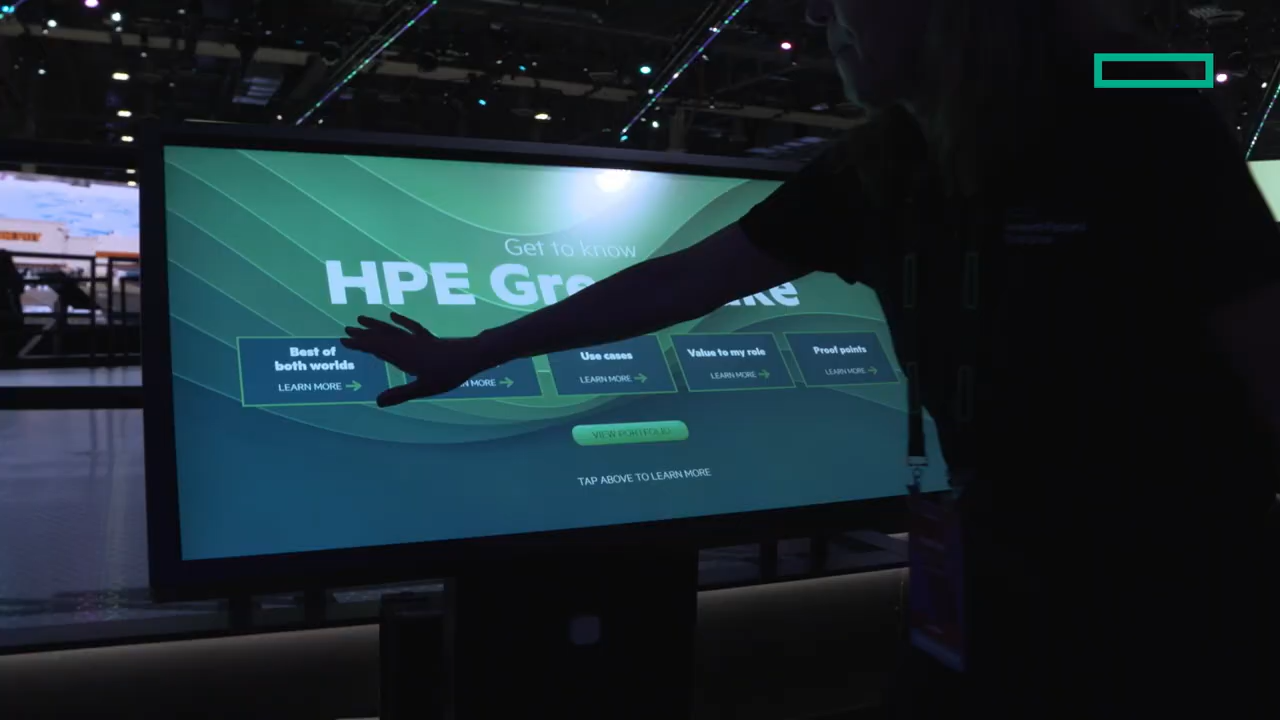 Get to know
HPE Gre ke
Best of
both worlds
LEARN MORE
MORE
Use cases
LEARN MORE
Value to my role
LEARN MORE
Proof points
LEARN MORE
VIEW PORTFOLIO
TAP ABOVE TO LEARN MORE